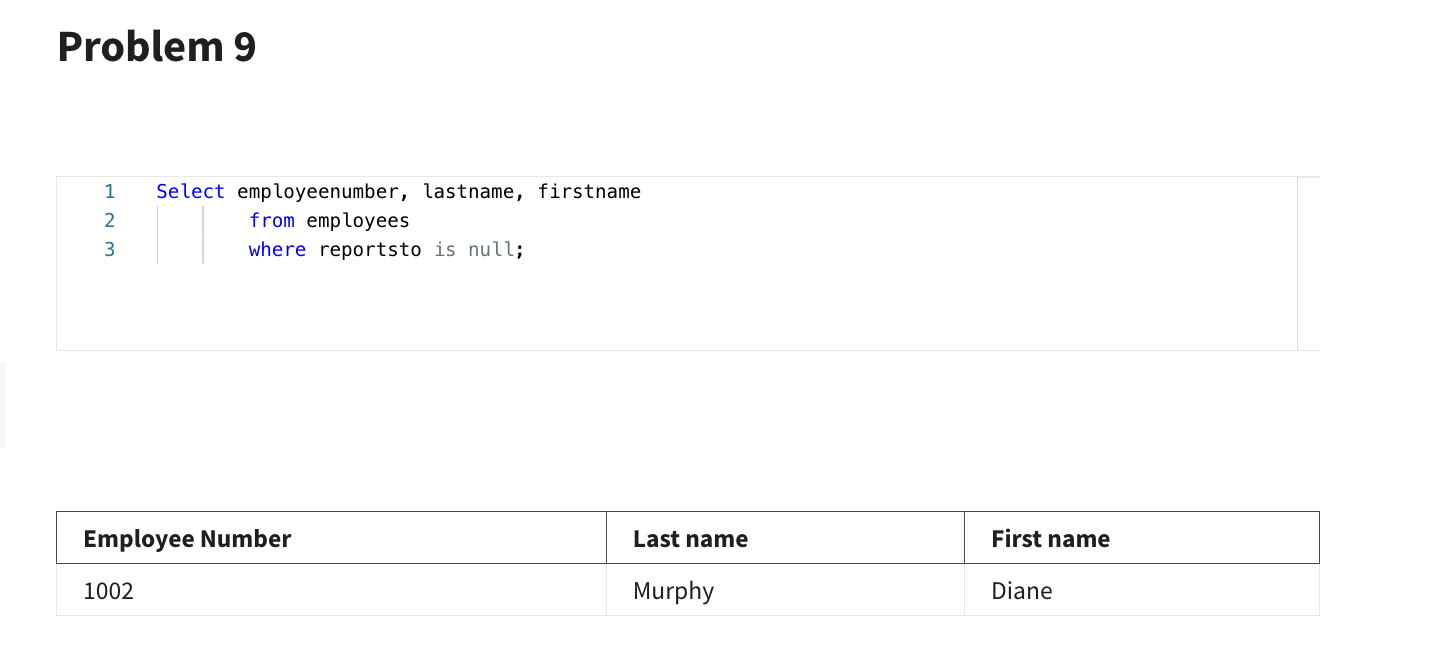 Problem 9
1 Select employeenumber, lastname, firstname
2 from employees
3 where reportsto is null;
Employee Number Last name First name
1002 Murphy Diane